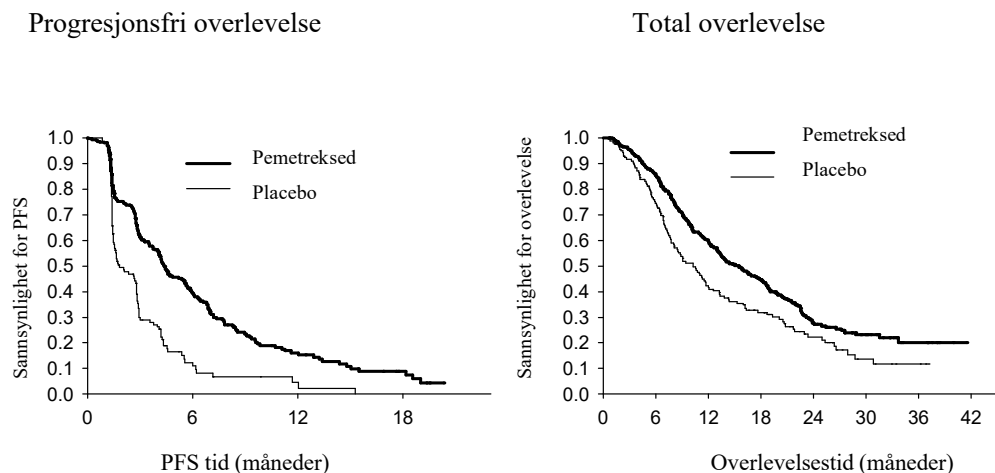 Progresjonsfri overlevelse
Total overlevelse
Sannsynlighet for PFS
1.0
0.9
0.8
0.7
0.6
0.5
0.4
0.3
0.2
0.1
0.0
Pemetreksed
Placebo
0 6 12 18
PFS tid (måneder)
Sannsynlighet for overlevelse
1.0
0.9
0.8
0.7
0.6
0.5
0.4
0.3
0.2
0.1
0.0
Pemetreksed
Placebo
0 6 12 18 24 30 36 42
Overlevelsestid (måneder)